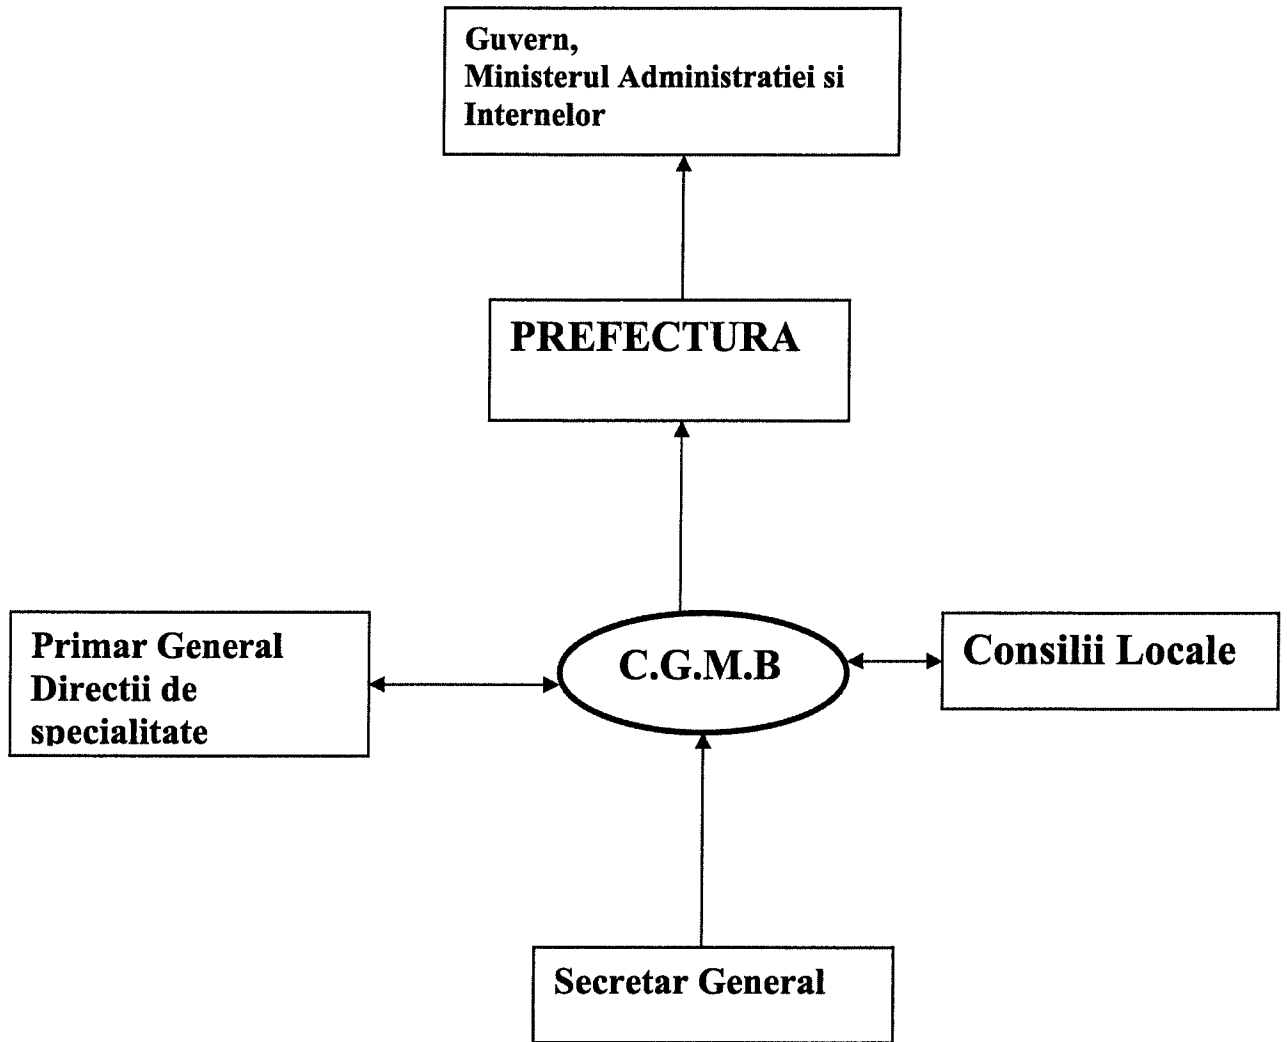 Guvern,
Ministerul Administratiei si
Internelor
PREFECTURA
Primar General
Directii de
specialitate
C.G.M.B
Consilii Locale
Secretar General